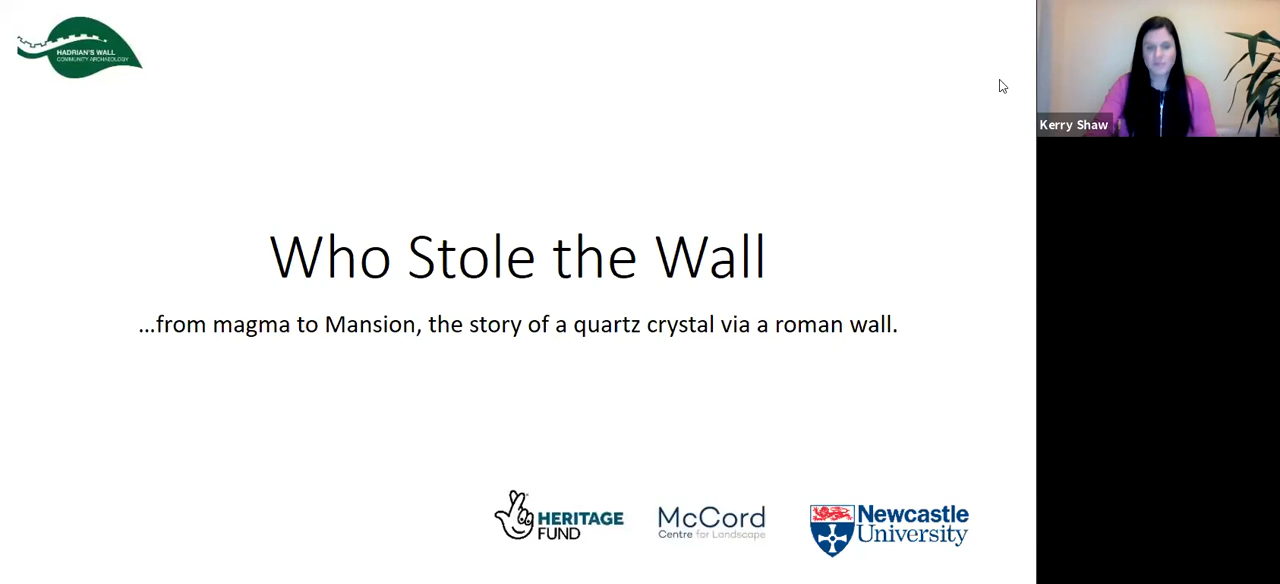 HADRIAN'S WALL
COMMUNITY ARCHAEOLOGY
Kerry Shaw
Who Stole the Wall
...from magma to Mansion, the story of a quartz crystal via a roman wall.
HERITAGE
FUND
McCord
Centre for Landscape
Newcastle
University